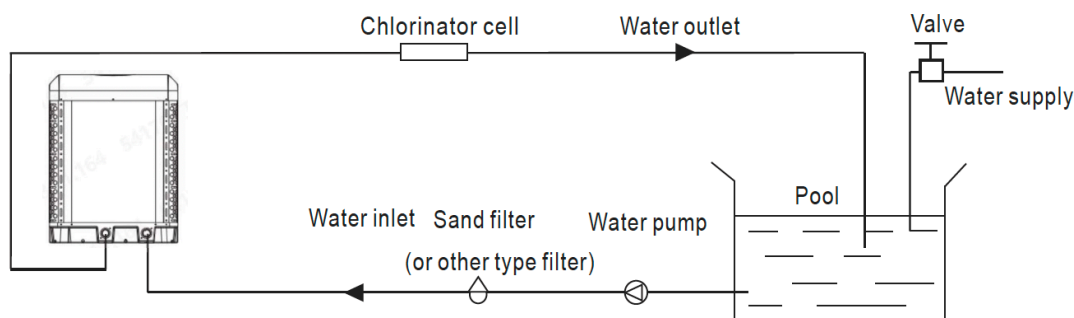 Chlorinator cell
Water outlet
Valve
Water supply
Pool
Water inlet
Sand filter
(or other type filter)
Water pump